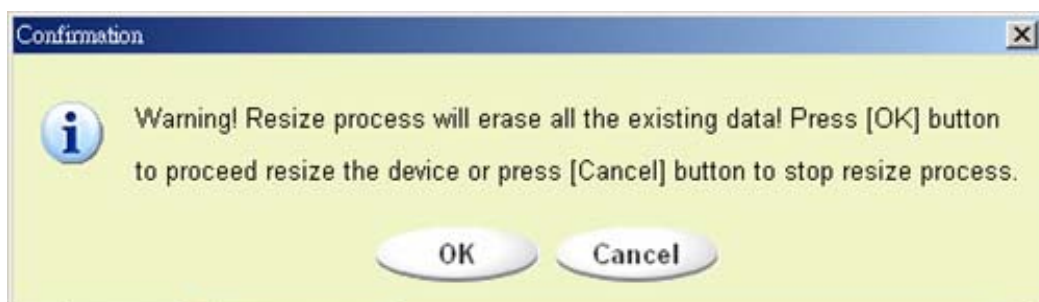 Confirmation
Warning! Resize process will erase all the existing data! Press [OK] button
to proceed resize the device or press [Cancel] button to stop resize process.
OK Cancel